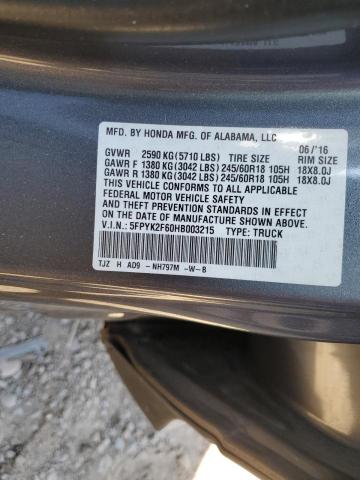 MFD. BY HONDA MFG. OF ALABAMA, LLC 06/'16
GVWR 2590 KG (5710 LBS) TIRE SIZE RIM SIZE
GAWR F 1380 KG (3042 LBS) 245/60R18 105H 18X8.0J
GAWR R 1380 KG (3042 LBS) 245/60R18 105H 18X8.0J
THIS VEHICLE CONFORMS TO ALL APPLICABLE
FEDERAL MOTOR VEHICLE SAFETY
AND THEFT PREVENTION STANDARDS IN EFFECT
ON THE DATE OF MANUFACTURE SHOWN ABOVE.
V.I.N.: 5FPYK2F60HB003215 TYPE: TRUCK
TJZ H AD9 -NH797M -W-B